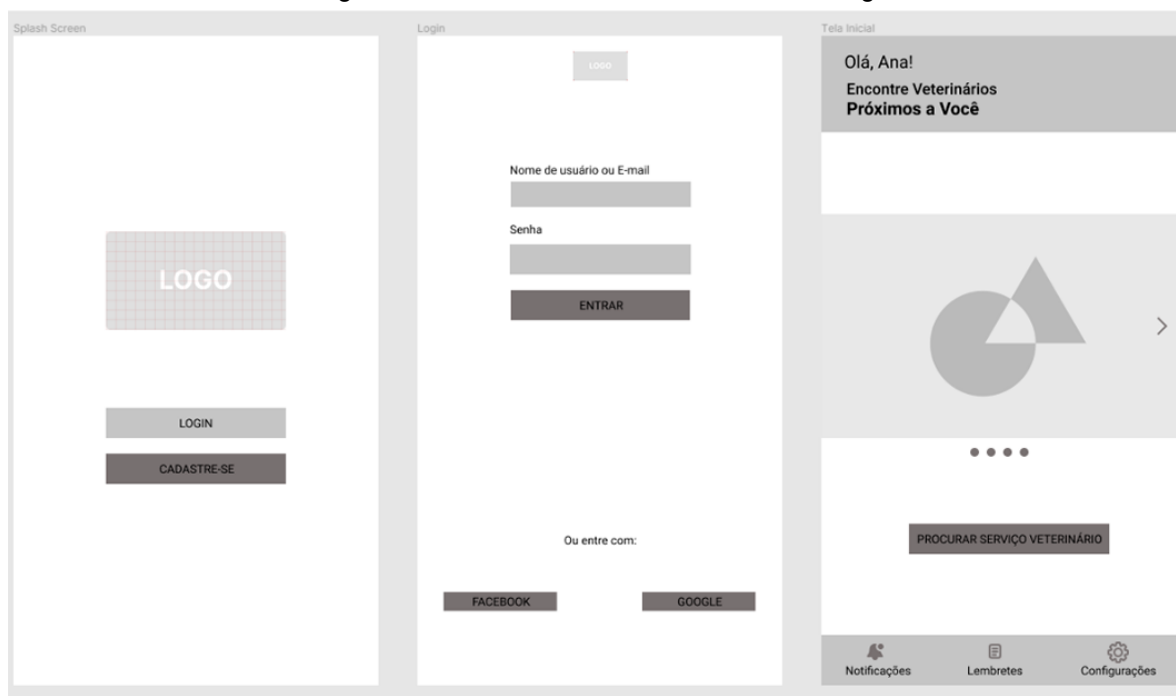 Splash Screen
LOGO
LOGIN
CADASTRE-SE
Login
LOGO
Nome de usuário ou E-mail
Senha
ENTRAR
Ou entre com:
FACEBOOK
GOOGLE
Tela Inicial
Olá, Ana!
Encontre Veterinários
Próximos a Você
PROCURAR SERVIÇO VETERINÁRIO
Notificações
Lembretes
Configurações